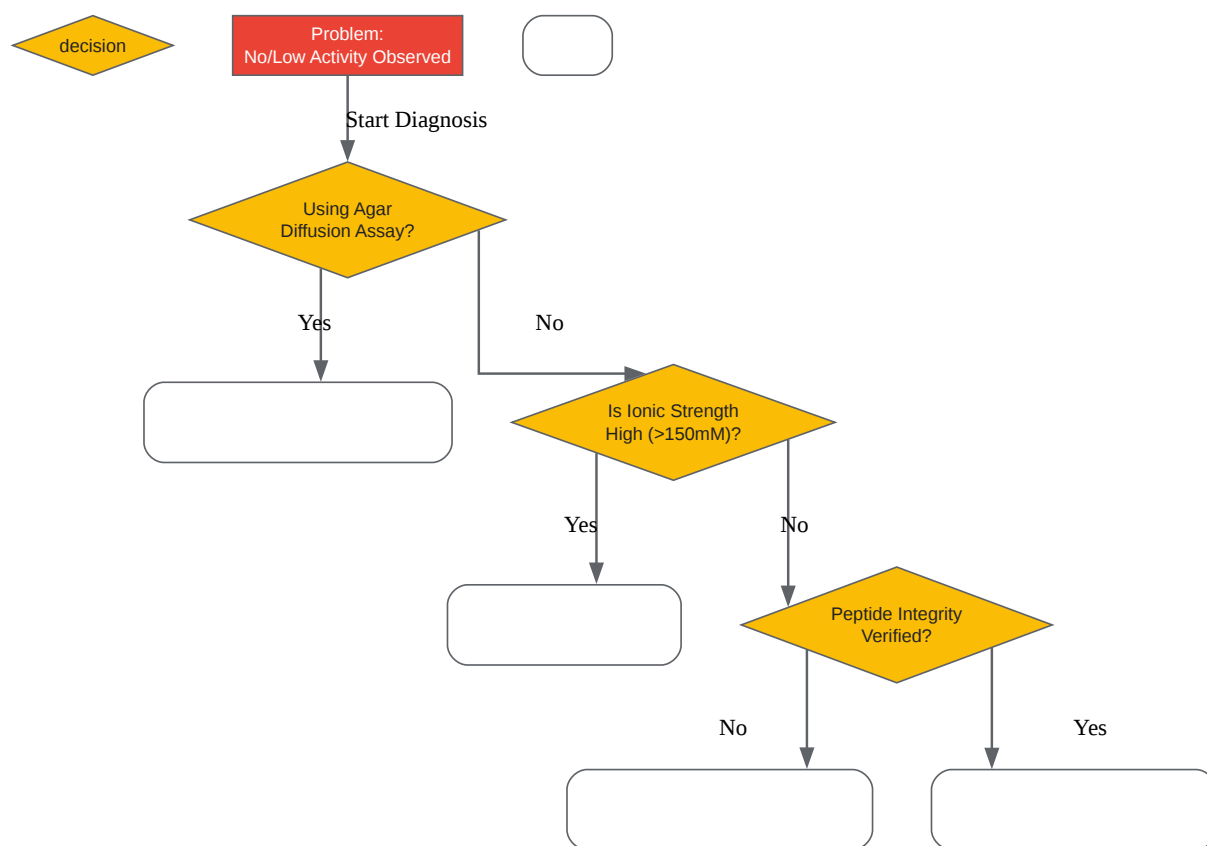 decision
Problem:
No/Low Activity Observed
Start Diagnosis
Using Agar
Diffusion Assay?
Yes
No
Is Ionic Strength
High (>150mM)?
Yes
No
Peptide Integrity
Verified?
No
Yes